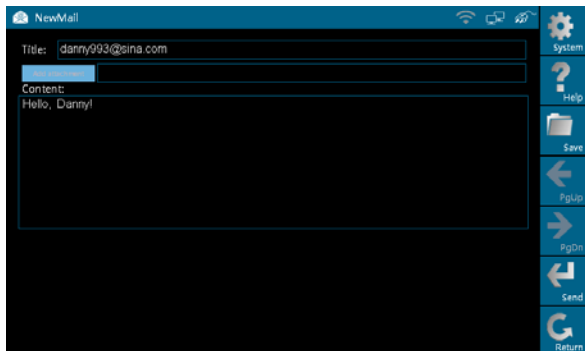 NewMail
System
Title: danny993@sina.com
Help
Content:
Hello, Danny!
Save
PgUp
PgDn
Send
Return